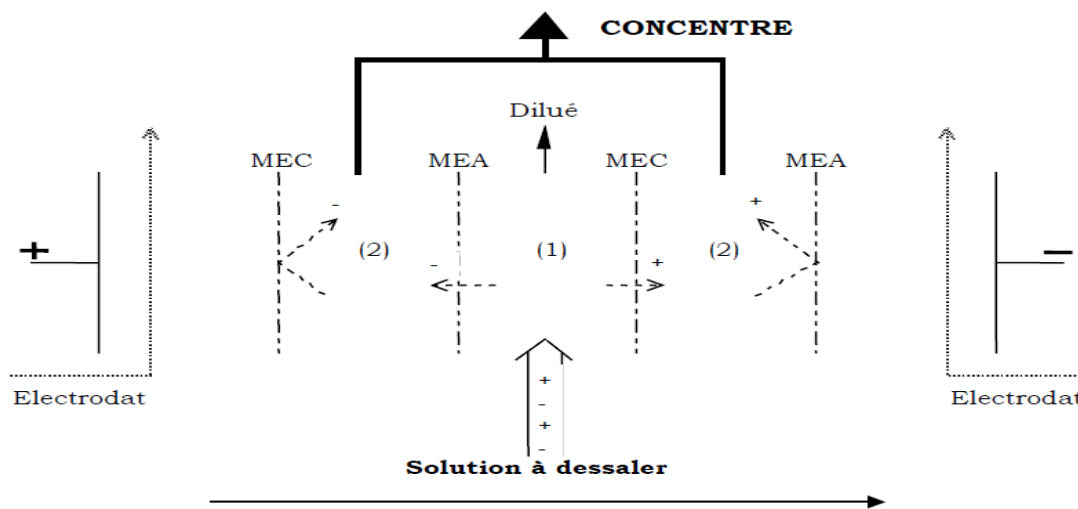 CONCENTRE
Dilué
MEC MEA MEC MEA
- +
+ (2) (1) (2) −
- +
Electrodat Electrodat
+
-
+
-
Solution à dessaler